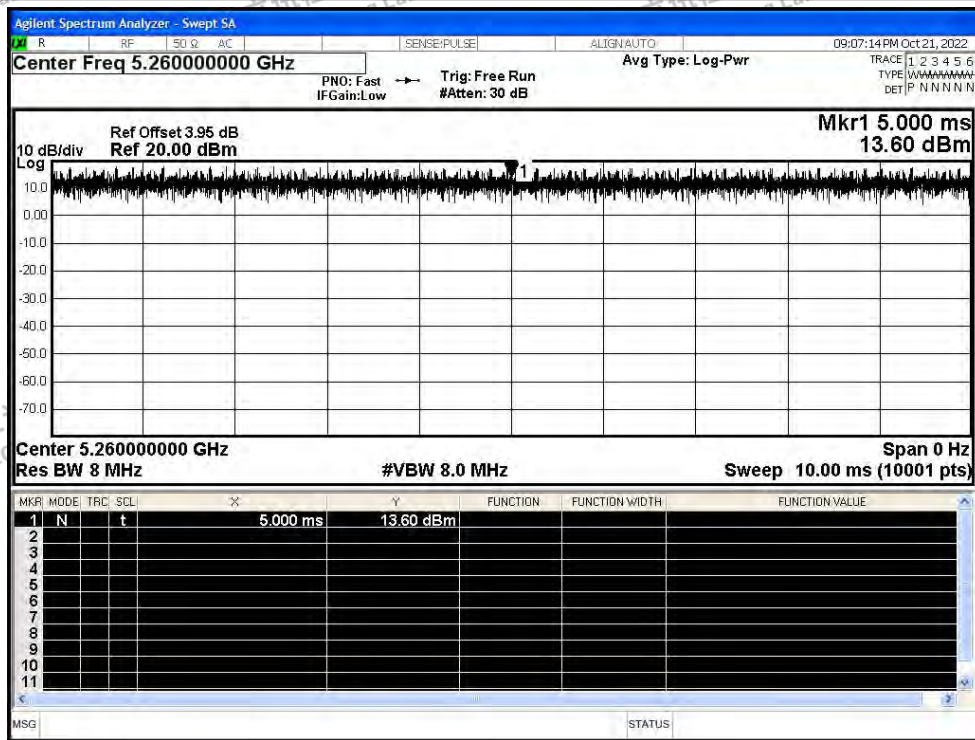 Agilent Spectrum Analyzer - Swept SA
LXI R RF 50 Ω AC SENSE:PULSE ALIGN AUTO 09:07:14 PM Oct 21, 2022
Center Freq 5.260000000 GHz Avg Type: Log-Pwr TRACE 1 2 3 4 5 6
PNO: Fast Trig: Free Run TYPE WWWWWW
IFGain:Low #Atten: 30 dB DET P N N N N N
Mkr1 5.000 ms
Ref Offset 3.95 dB
10 dB/div Ref 20.00 dBm 13.60 dBm
Log
1
10.0
0.00
-10.0
-20.0
-30.0
-40.0
-50.0
-60.0
-70.0
Center 5.260000000 GHz Span 0 Hz
Res BW 8 MHz #VBW 8.0 MHz Sweep 10.00 ms (10001 pts)
MKR MODE TRC SCL X Y FUNCTION FUNCTION WIDTH FUNCTION VALUE
1 N t 5.000 ms 13.60 dBm
2
3
4
5
6
7
8
9
10
11
MSG STATUS